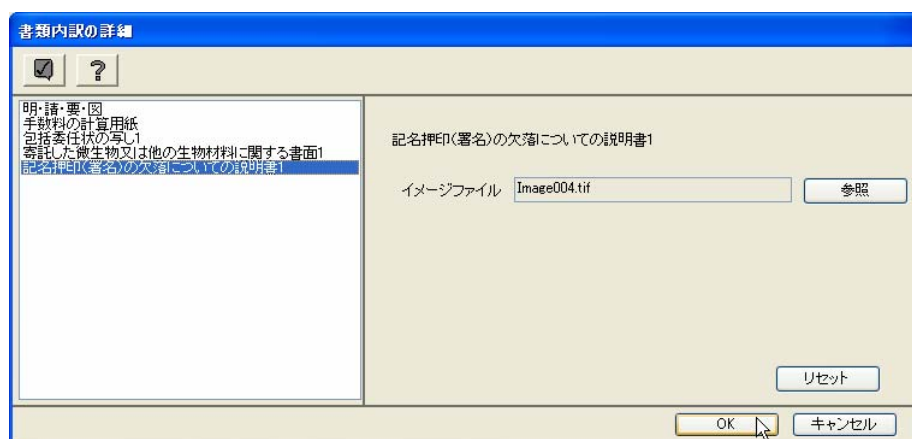 書類内訳の詳細
?
明・請・要・図
手数料の計算用紙
包括委任状の写し1
寄託した微生物又は他の生物材料に関する書面1
記名押印(署名)の欠落についての説明書1
記名押印(署名)の欠落についての説明書1
イメージファイル Image004.tif 参照
リセット
OK キャンセル